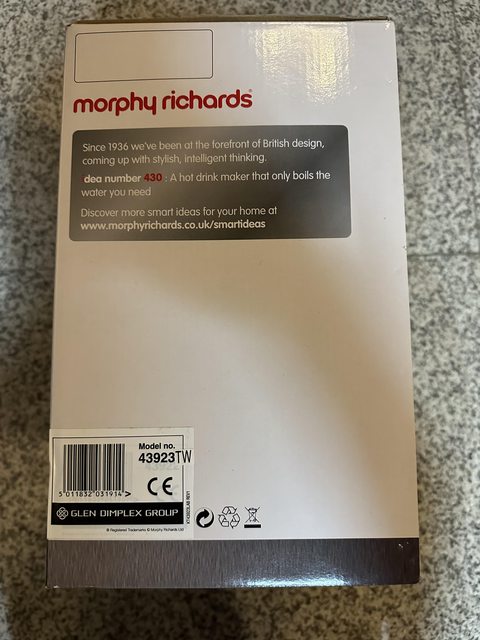 morphy richards®
Since 1936 we've been at the forefront of British design,
coming up with stylish, intelligent thinking.
idea number 430 : A hot drink maker that only boils the
water you need
Discover more smart ideas for your home at
www.morphyrichards.co.uk/smartideas
Model no.
43923TW
5 011832 031914 >
CE
GLEN DIMPLEX GROUP
® Registered Trademarks © Morphy Richards Ltd